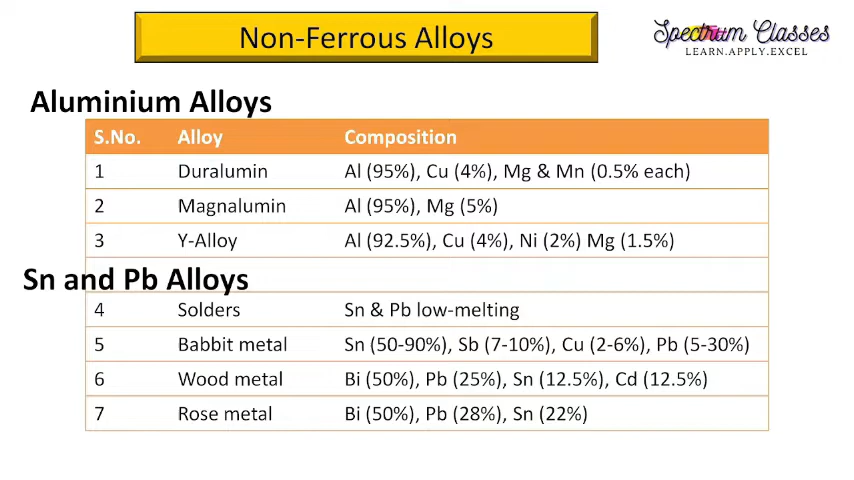 Non-Ferrous Alloys
Spectrum Classes
LEARN.APPLY.EXCEL
Aluminium Alloys
S.No. Alloy Composition
1 Duralumin Al (95%), Cu (4%), Mg & Mn (0.5% each)
2 Magnalumin Al (95%), Mg (5%)
3 Y-Alloy Al (92.5%), Cu (4%), Ni (2%) Mg (1.5%)
Sn and Pb Alloys
4 Solders Sn & Pb low-melting
5 Babbit metal Sn (50-90%), Sb (7-10%), Cu (2-6%), Pb (5-30%)
6 Wood metal Bi (50%), Pb (25%), Sn (12.5%), Cd (12.5%)
7 Rose metal Bi (50%), Pb (28%), Sn (22%)